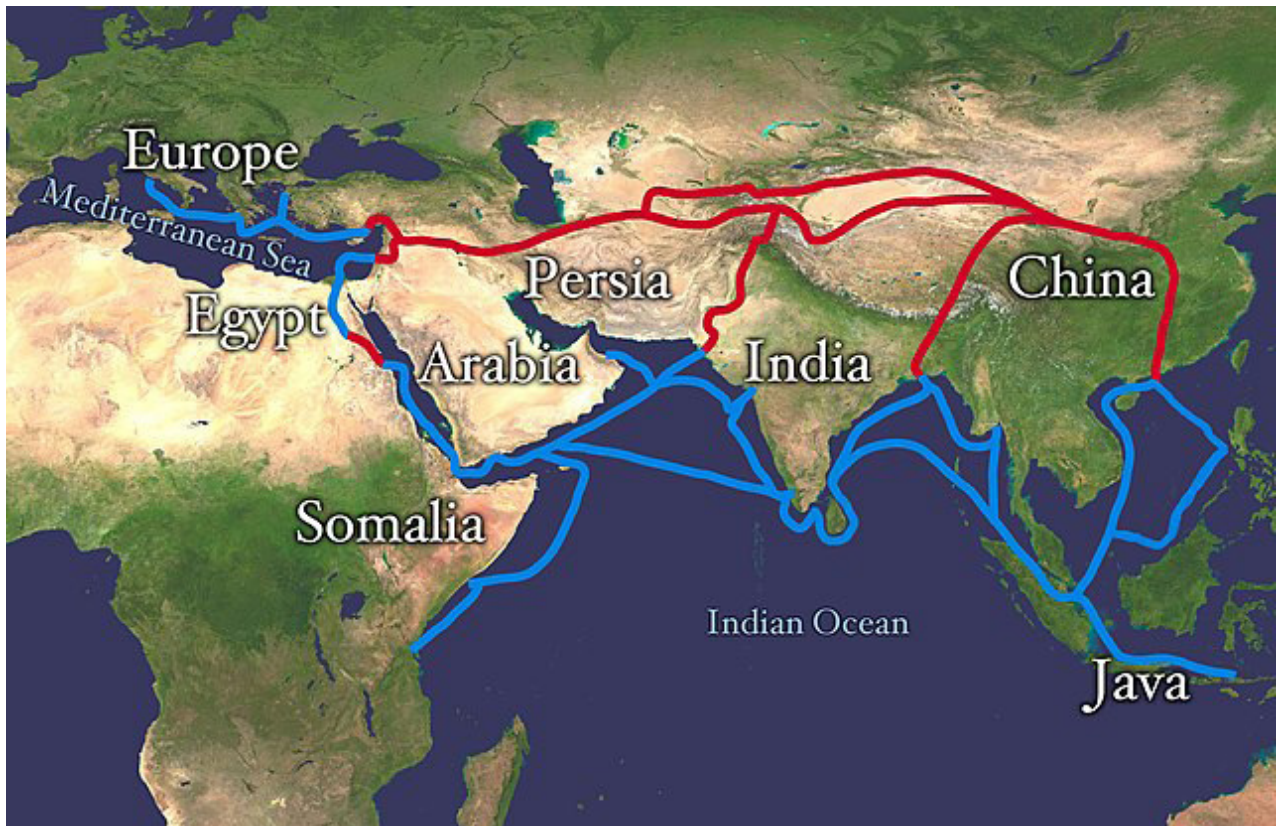 Europe
Mediterranean Sea
Egypt
Persia
China
Arabia
India
Somalia
Indian Ocean
Java